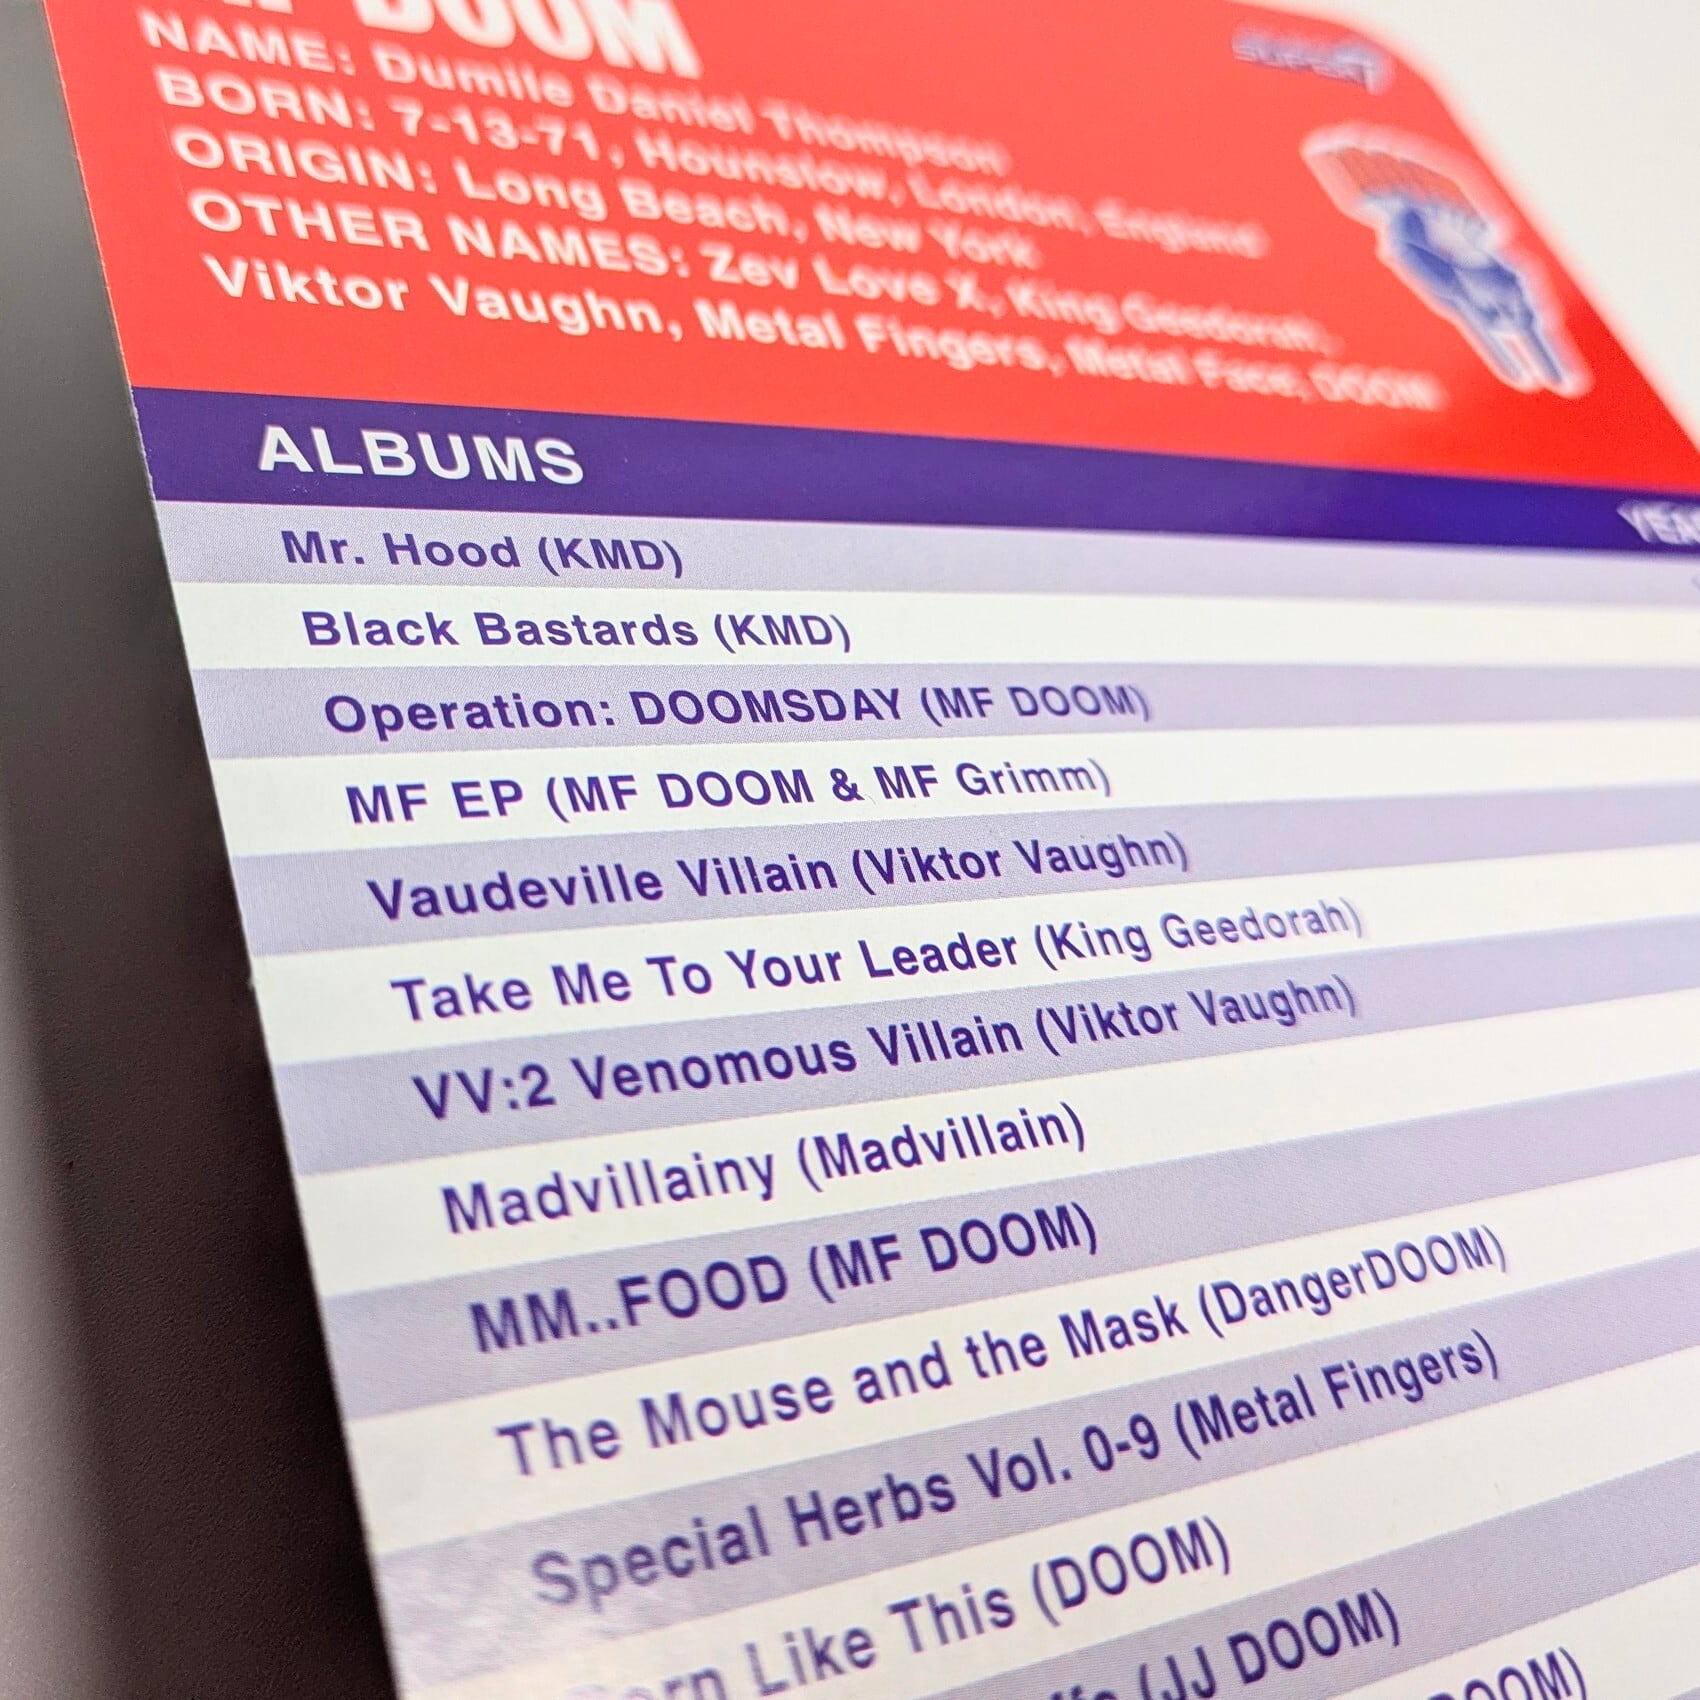 DOOM
SUPER7
NAME: Dumile Daniel Thompson
BORN: 7-13-71, Hounslow, London, England
ORIGIN: Long Beach, New York
OTHER NAMES: Zev Love X, King Geedorah,
Viktor Vaughn, Metal Fingers, Metal Face, DOOM
ALBUMS
Mr. Hood (KMD)
Black Bastards (KMD)
Operation: DOOMSDAY (MF DOOM)
MF EP (MF DOOM & MF Grimm)
Vaudeville Villain (Viktor Vaughn)
Take Me To Your Leader (King Geedorah)
VV:2 Venomous Villain (Viktor Vaughn)
Madvillainy (Madvillain)
MM..FOOD (MF DOOM)
The Mouse and the Mask (DangerDOOM)
Special Herbs Vol. 0-9 (Metal Fingers)
Like This (DOOM)
(JJ DOOM)